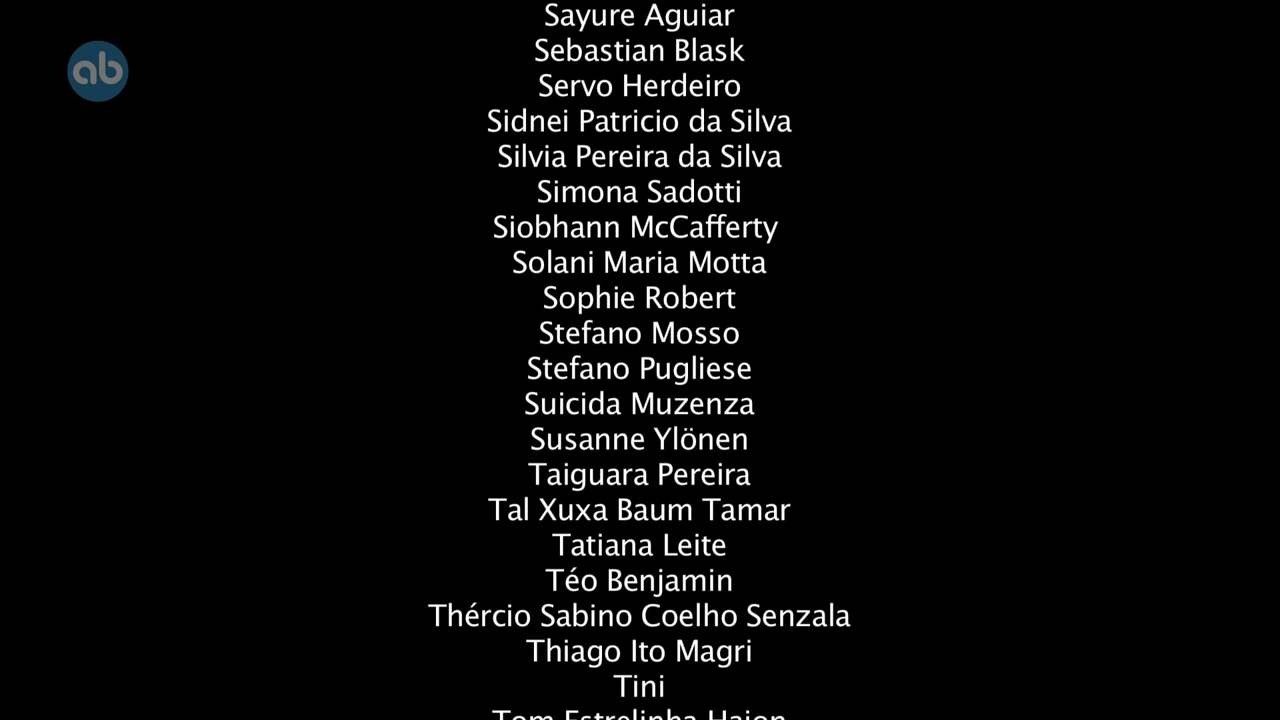 ab
Sayure Aguiar
Sebastian Blask
Servo Herdeiro
Sidnei Patricio da Silva
Silvia Pereira da Silva
Simona Sadotti
Siobhann McCafferty
Solani Maria Motta
Sophie Robert
Stefano Mosso
Stefano Pugliese
Suicida Muzenza
Susanne Ylönen
Taiguara Pereira
Tal Xuxa Baum Tamar
Tatiana Leite
Téo Benjamin
Thércio Sabino Coelho Senzala
Thiago Ito Magri
Tini
Tom Estrelinha